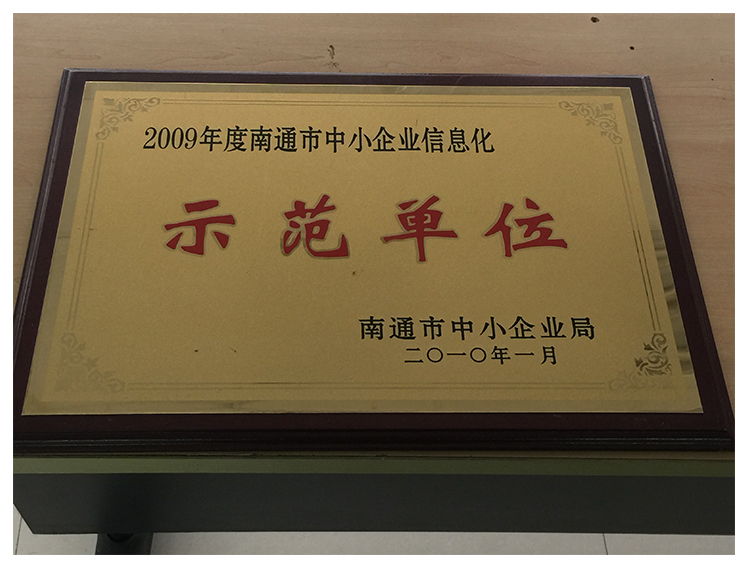 2009年度南通市中小企业信息化
示范单位
南通市中小企业局
二〇一〇年一月